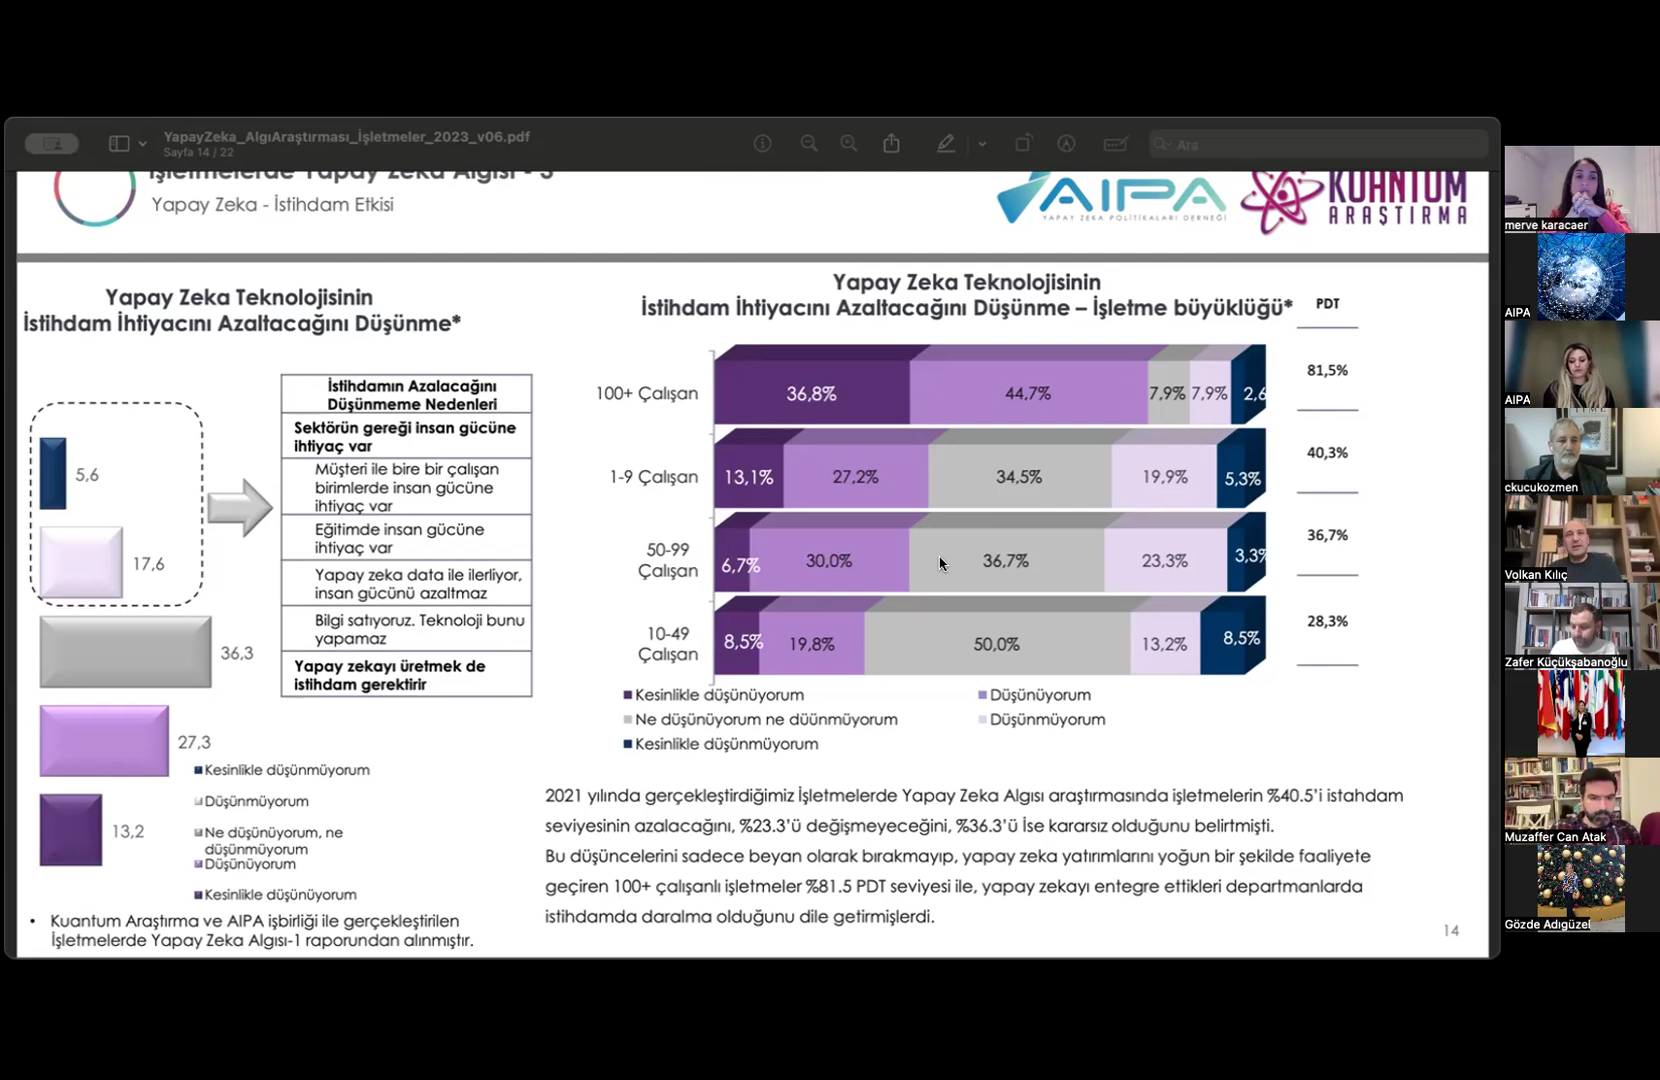 YapayZeka_AlgıAraştırması_İşletmeler_2023_v06.pdf
Sayfa 14 / 22
Ara
İşletmelerde Yapay Zeka Algısı - 3
Yapay Zeka - İstihdam Etkisi
AIPA
YAPAY ZEKA POLİTİKALARI DERNEĞİ
KUANTUM
ARAŞTIRMA
Yapay Zeka Teknolojisinin
İstihdam İhtiyacını Azaltacağını Düşünme*
5,6
17,6
36,3
27,3
13,2
Kesinlikle düşünmüyorum
Düşünmüyorum
Ne düşünüyorum, ne
düşünmüyorum
Düşünüyorum
Kesinlikle düşünüyorum
İstihdamın Azalacağını
Düşünmeme Nedenleri
Sektörün gereği insan gücüne
ihtiyaç var
Müşteri ile bire bir çalışan
birimlerde insan gücüne
ihtiyaç var
Eğitimde insan gücüne
ihtiyaç var
Yapay zeka data ile ilerliyor,
insan gücünü azaltmaz
Bilgi satıyoruz. Teknoloji bunu
yapamaz
Yapay zekayı üretmek de
istihdam gerektirir
• Kuantum Araştırma ve AIPA işbirliği ile gerçekleştirilen
İşletmelerde Yapay Zeka Algısı-1 raporundan alınmıştır.
Yapay Zeka Teknolojisinin
İstihdam İhtiyacını Azaltacağını Düşünme – İşletme büyüklüğü*
PDT
100+ Çalışan
36,8%
44,7%
7,9%
7,9%
2,6
81,5%
1-9 Çalışan
13,1%
27,2%
34,5%
19,9%
5,3%
40,3%
50-99
Çalışan
6,7%
30,0%
36,7%
23,3%
3,3%
36,7%
10-49
Çalışan
8,5%
19,8%
50,0%
13,2%
8,5%
28,3%
Kesinlikle düşünüyorum
Düşünüyorum
Ne düşünüyorum ne düünmüyorum
Düşünmüyorum
Kesinlikle düşünmüyorum
2021 yılında gerçekleştirdiğimiz İşletmelerde Yapay Zeka Algısı araştırmasında işletmelerin %40.5'i istahdam
seviyesinin azalacağını, %23.3'ü değişmeyeceğini, %36.3'ü İse kararsız olduğunu belirtmişti.
Bu düşüncelerini sadece beyan olarak bırakmayıp, yapay zeka yatırımlarını yoğun bir şekilde faaliyete
geçiren 100+ çalışanlı işletmeler %81.5 PDT seviyesi ile, yapay zekayı entegre ettikleri departmanlarda
istihdamda daralma olduğunu dile getirmişlerdi.
14
merve karacaer
AIPA
AIPA
ckucukozmen
Volkan Kılıç
Zafer Küçükşabanoğlu
Muzaffer Can Atak
Gözde Adıgüzel